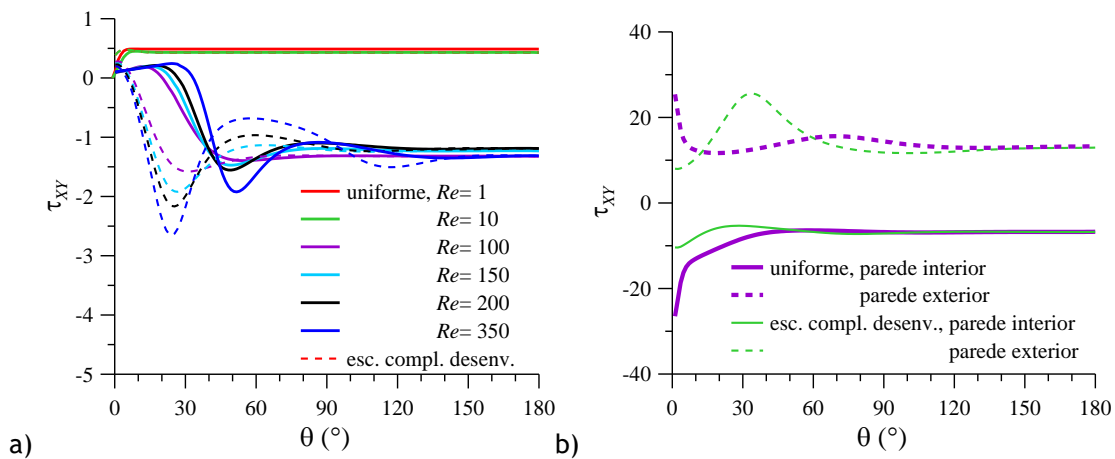 1
0
-1
-2
-3
-4
-5
τXY
0 30 60 90 120 150 180
θ (°)
uniforme, Re= 1
Re= 10
Re= 100
Re= 150
Re= 200
Re= 350
esc. compl. desenv.
a)
40
20
0
-20
-40
τXY
0 30 60 90 120 150 180
θ (°)
uniforme, parede interior
parede exterior
esc. compl. desenv., parede interior
parede exterior
b)